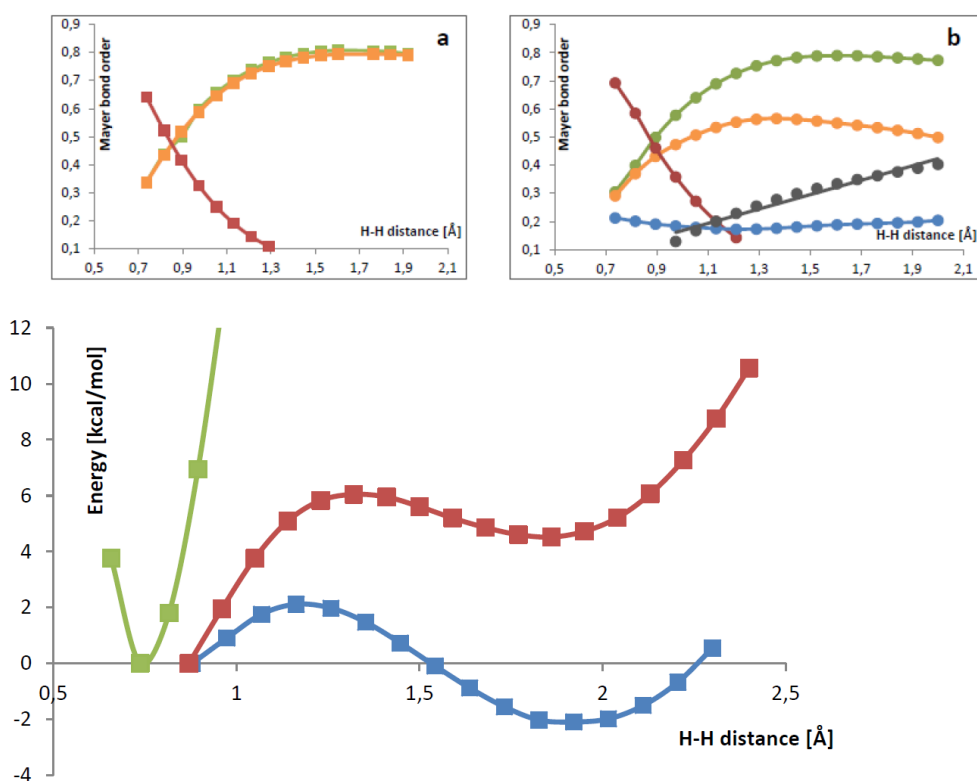 0,9
0,8
0,7
0,6
0,5
0,4
0,3
0,2
0,1
Mayer bond order
a
H-H distance [Å]
0,5 0,7 0,9 1,1 1,3 1,5 1,7 1,9 2,1
0,9
0,8
0,7
0,6
0,5
0,4
0,3
0,2
0,1
Mayer bond order
b
H-H distance [Å]
0,5 0,7 0,9 1,1 1,3 1,5 1,7 1,9 2,1
12
10
8
6
4
2
0
-2
-4
Energy [kcal/mol]
0,5 1 1,5 2 2,5
H-H distance [Å]